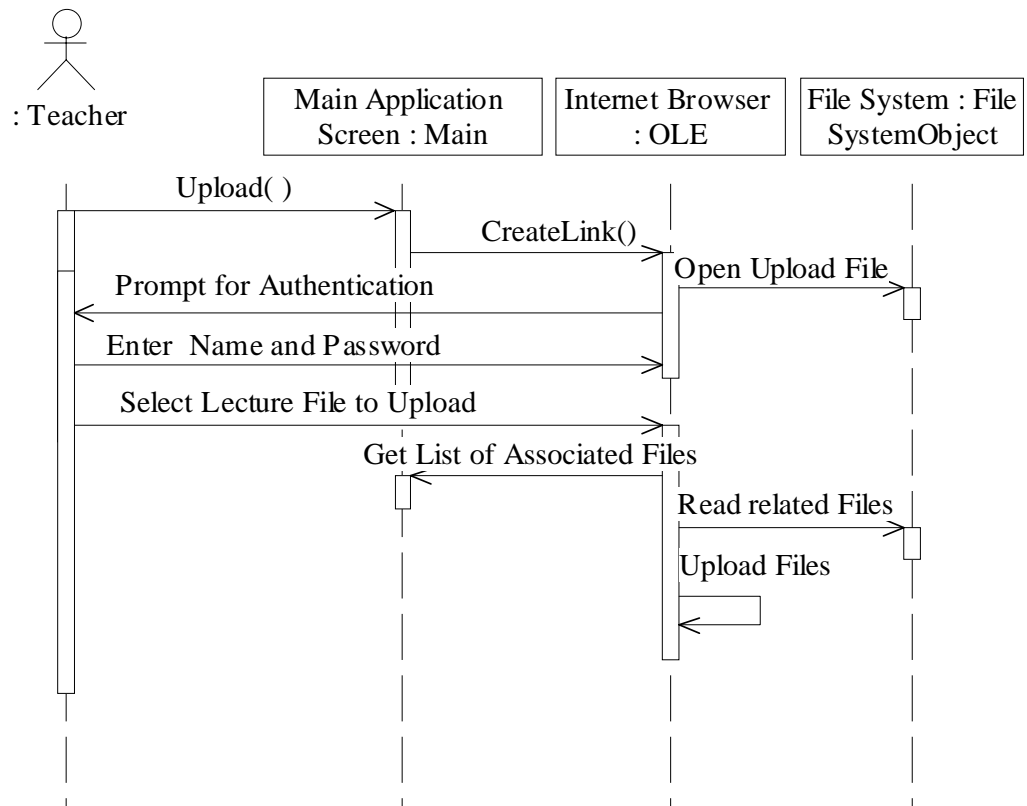 : Teacher
Main Application
Screen : Main
Internet Browser
: OLE
File System : File
SystemObject
Upload( )
CreateLink()
Open Upload File
Prompt for Authentication
Enter Name and Password
Select Lecture File to Upload
Get List of Associated Files
Read related Files
Upload Files